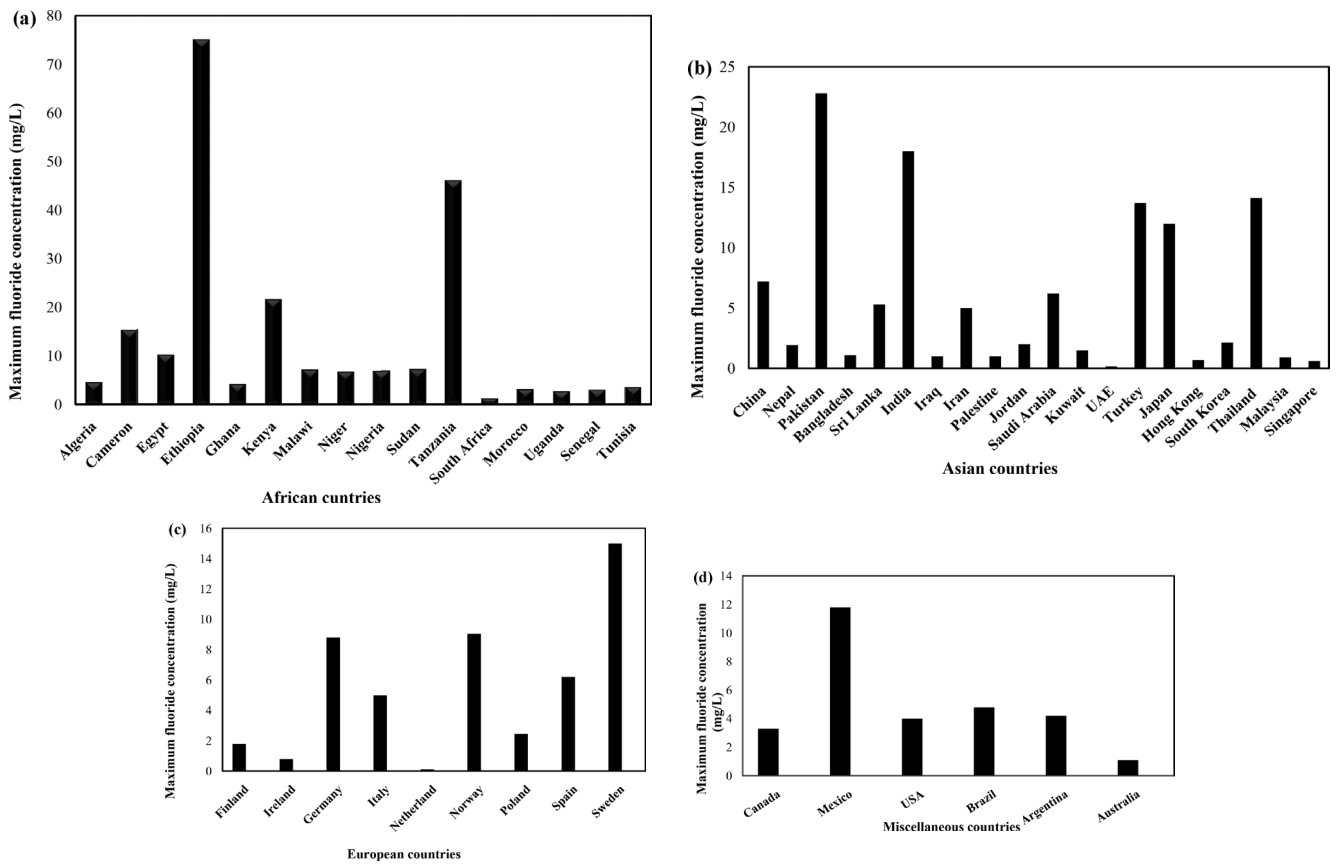 (a)
Maximum fluoride concentration (mg/L)
80
70
60
50
40
30
20
10
0
Algeria
Cameron
Egypt
Ethiopia
Ghana
Kenya
Malawi
Niger
Nigeria
Sudan
Tanzania
South Africa
Morocco
Uganda
Senegal
Tunisia
African cuntries
(b)
Maximum fluoride concentration (mg/L)
25
20
15
10
5
0
China
Nepal
Pakistan
Bangladesh
Sri Lanka
India
Iraq
Iran
Palestine
Jordan
Saudi Arabia
Kuwait
UAE
Turkey
Japan
Hong Kong
South Korea
Thailand
Malaysia
Singapore
Asian countries
(c)
Maximum fluoride concentration (mg/L)
16
14
12
10
8
6
4
2
0
Finland
Ireland
Germany
Italy
Netherland
Norway
Poland
Spain
Sweden
European countries
(d)
Maximum fluoride concentration
(mg/L)
14
12
10
8
6
4
2
0
Canada
Mexico
USA
Brazil
Argentina
Australia
Miscellaneous countries